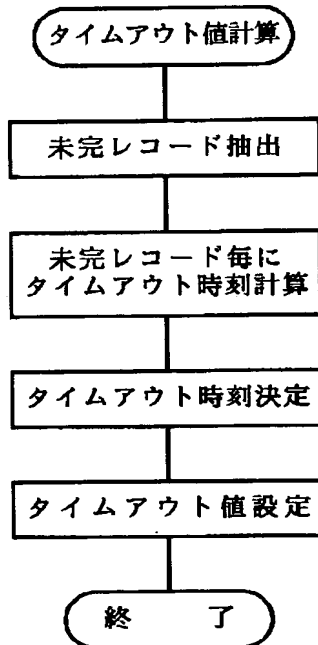 タイムアウト値計算
未完レコード抽出
未完レコード毎に
タイムアウト時刻計算
タイムアウト時刻決定
タイムアウト値設定
終 了